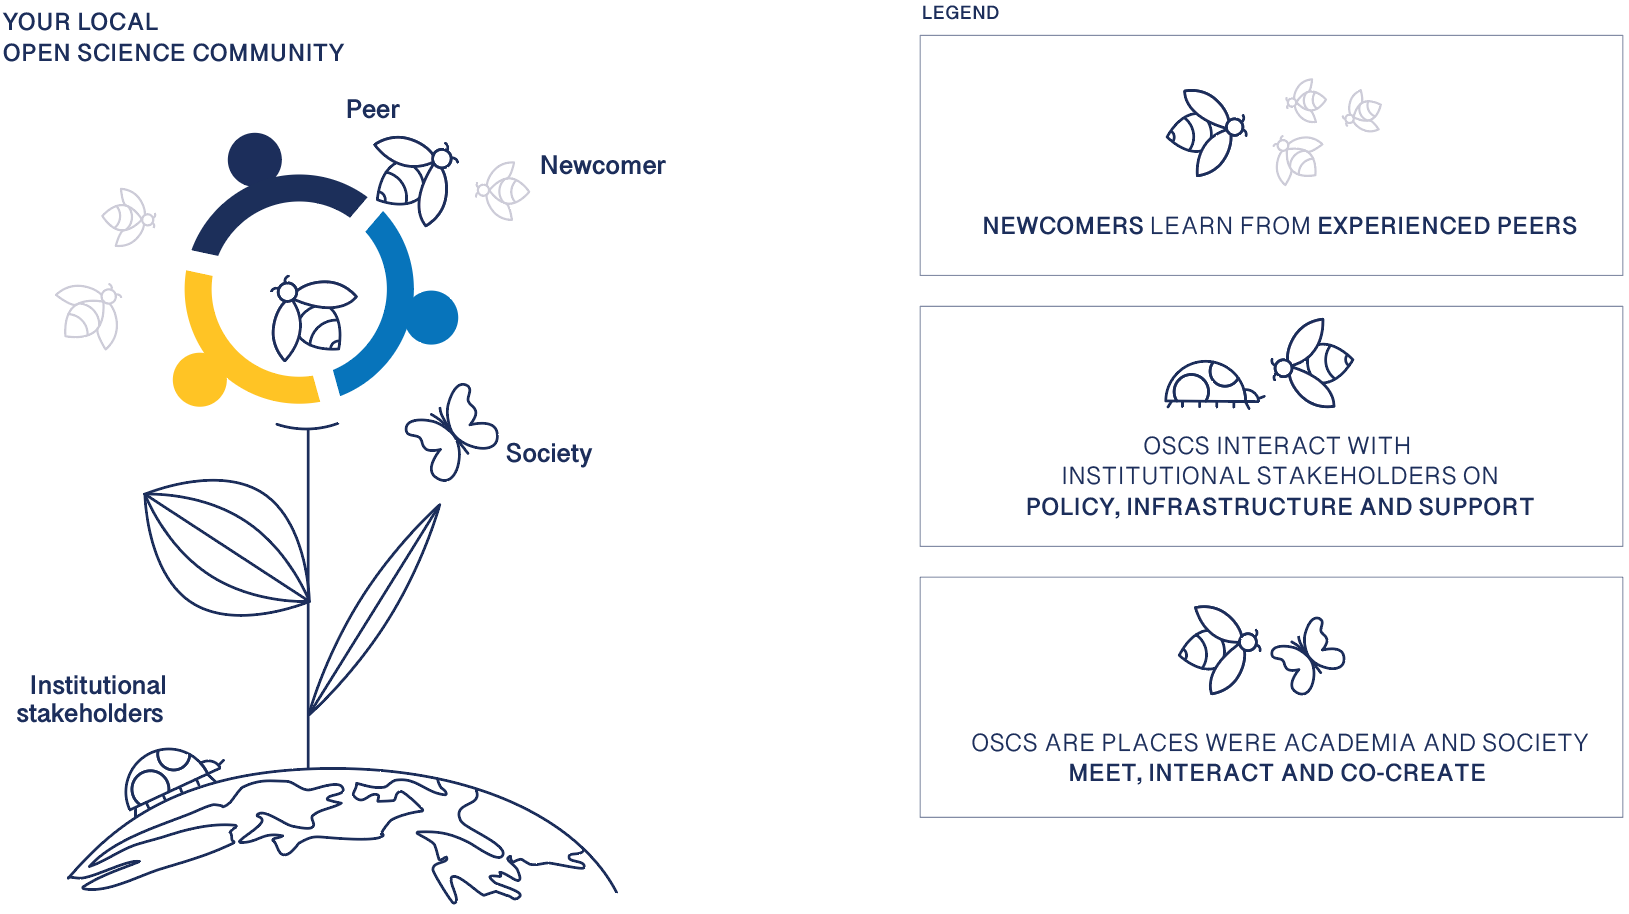 YOUR LOCAL
OPEN SCIENCE COMMUNITY
Peer
Newcomer
Society
Institutional
stakeholders
LEGEND
NEWCOMERS LEARN FROM EXPERIENCED PEERS
OSCS INTERACT WITH
INSTITUTIONAL STAKEHOLDERS ON
POLICY, INFRASTRUCTURE AND SUPPORT
OSCS ARE PLACES WERE ACADEMIA AND SOCIETY
MEET, INTERACT AND CO-CREATE